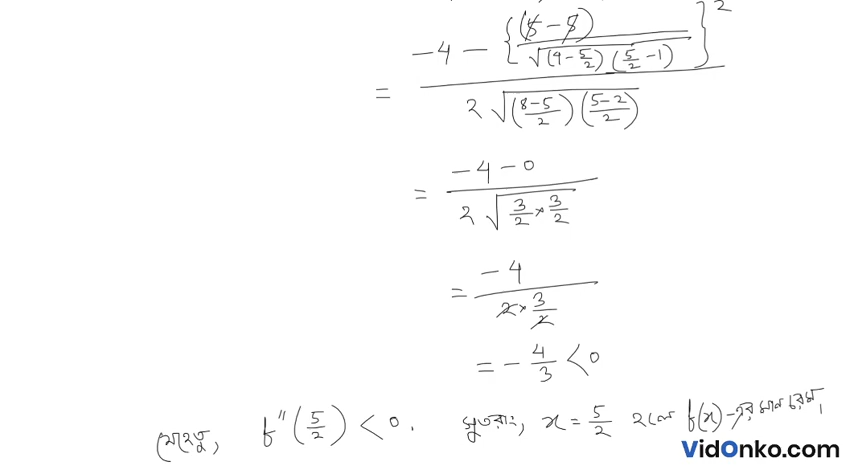 = (-4 - {(5 - 5) / √((4 - 5/2)(5/2 - 1))}²) / (2√((8-5)/2)((5-2)/2))
= (-4 - 0) / (2√(3/2 × 3/2))
= -4 / (2 × 3/2)
= -4/3 < 0
যেহেতু, f''(5/2) < 0. সুতরাং, x = 5/2 হলে f(x)-এর মান চরম।
VidOnko.com